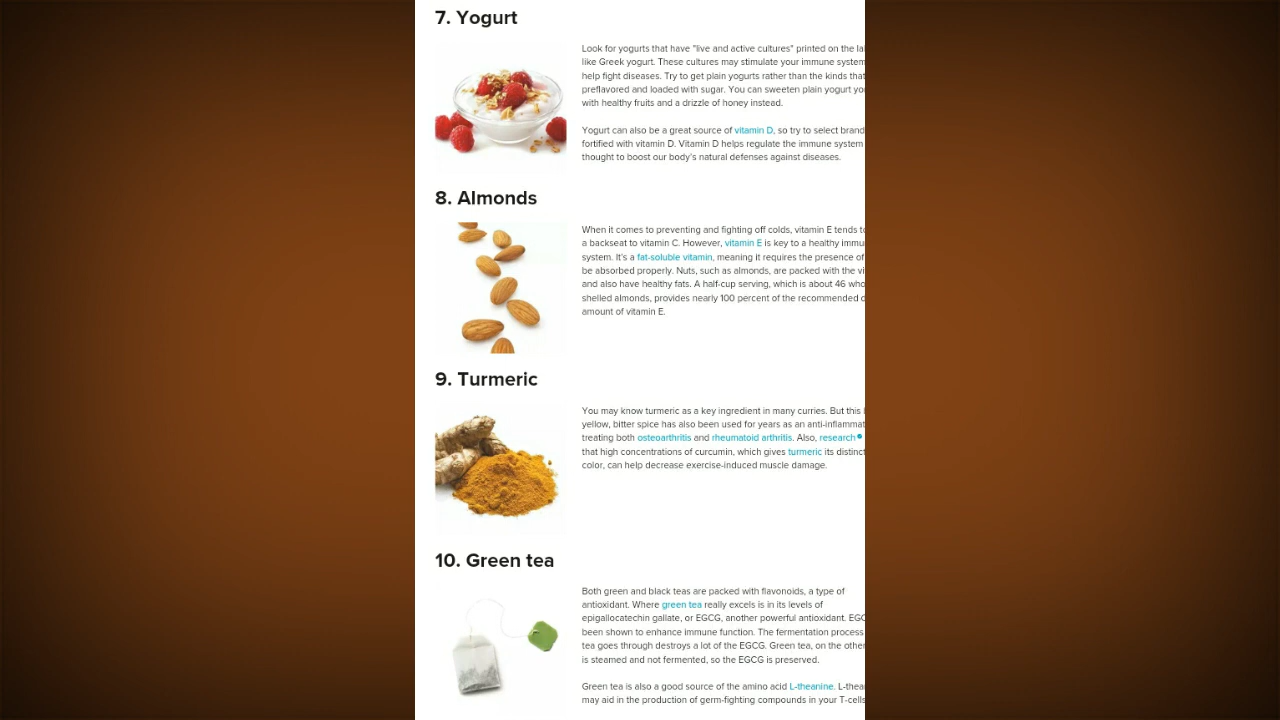 7. Yogurt
Look for yogurts that have "live and active cultures" printed on the
like Greek yogurt. These cultures may stimulate your immune system
help fight diseases. Try to get plain yogurts rather than the kinds that
preflavored and loaded with sugar. You can sweeten plain yogurt
with healthy fruits and a drizzle of honey instead.
Yogurt can also be a great source of vitamin D, so try to select
fortified with vitamin D. Vitamin D helps regulate the immune system
thought to boost our body's natural defenses against diseases.
8. Almonds
When it comes to preventing and fighting off colds, vitamin E tends
a backseat to vitamin C. However, vitamin E is key to a healthy
system. It's a fat-soluble vitamin, meaning it requires the presence of
be absorbed properly. Nuts, such as almonds, are packed with the
and also have healthy fats. A half-cup serving, which is about 46
shelled almonds, provides nearly 100 percent of the recommended
amount of vitamin E.
9. Turmeric
You may know turmeric as a key ingredient in many curries. But this
yellow, bitter spice has also been used for years as an
treating both osteoarthritis and rheumatoid arthritis. Also, research
that high concentrations of curcumin, which gives turmeric its
color, can help decrease exercise-induced muscle damage.
10. Green tea
Both green and black teas are packed with flavonoids, a type of
antioxidant. Where green tea really excels is in its levels of
epigallocatechin gallate, or EGCG, another powerful antioxidant.
been shown to enhance immune function. The fermentation process
tea goes through destroys a lot of the EGCG. Green tea, on the other
is steamed and not fermented, so the EGCG is preserved.
Green tea is also a good source of the amino acid L-theanine.
may aid in the production of germ-fighting compounds in your T-cells